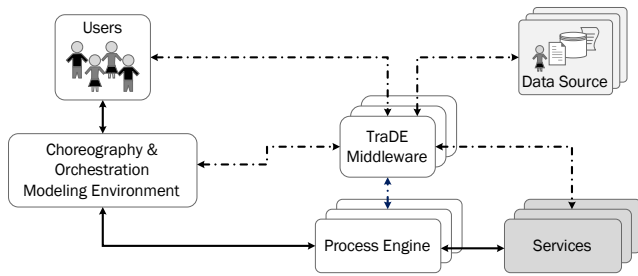 Users
Data Source
TraDE
Middleware
Choreography &
Orchestration
Modeling Environment
Process Engine
Services